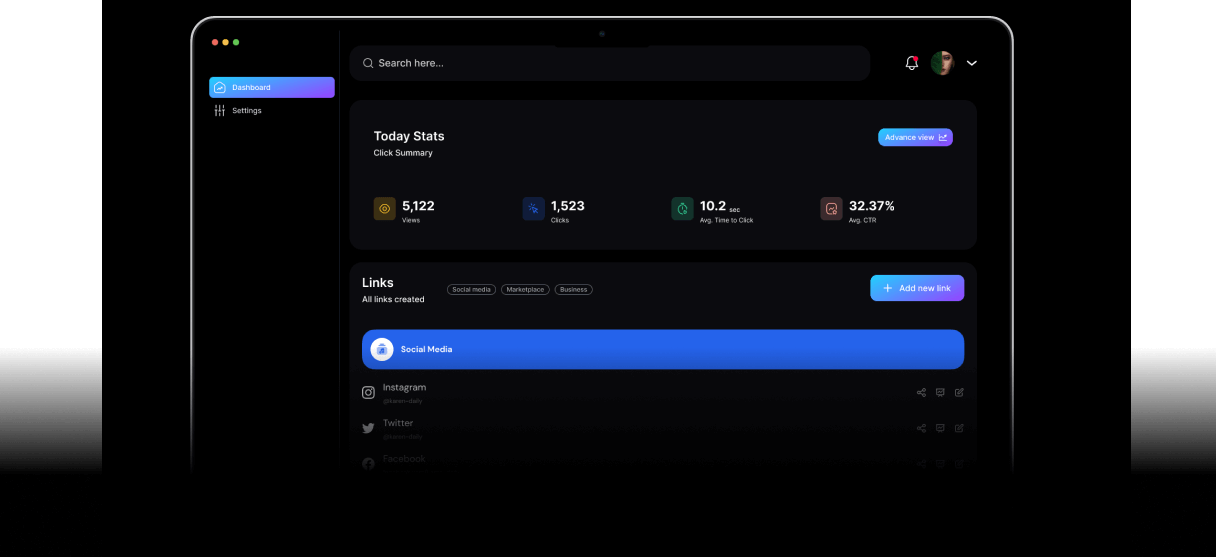 Search here...
Dashboard
Settings
Today Stats
Click Summary
Advance view
5,122
Views
1,523
Clicks
10.2 sec
Avg. Time to Click
32.37%
Avg. CTR
Links
All links created
Social media
Marketplace
Business
Add new link
Social Media
Instagram
@karen-daily
Twitter
@karen-daily
Facebook